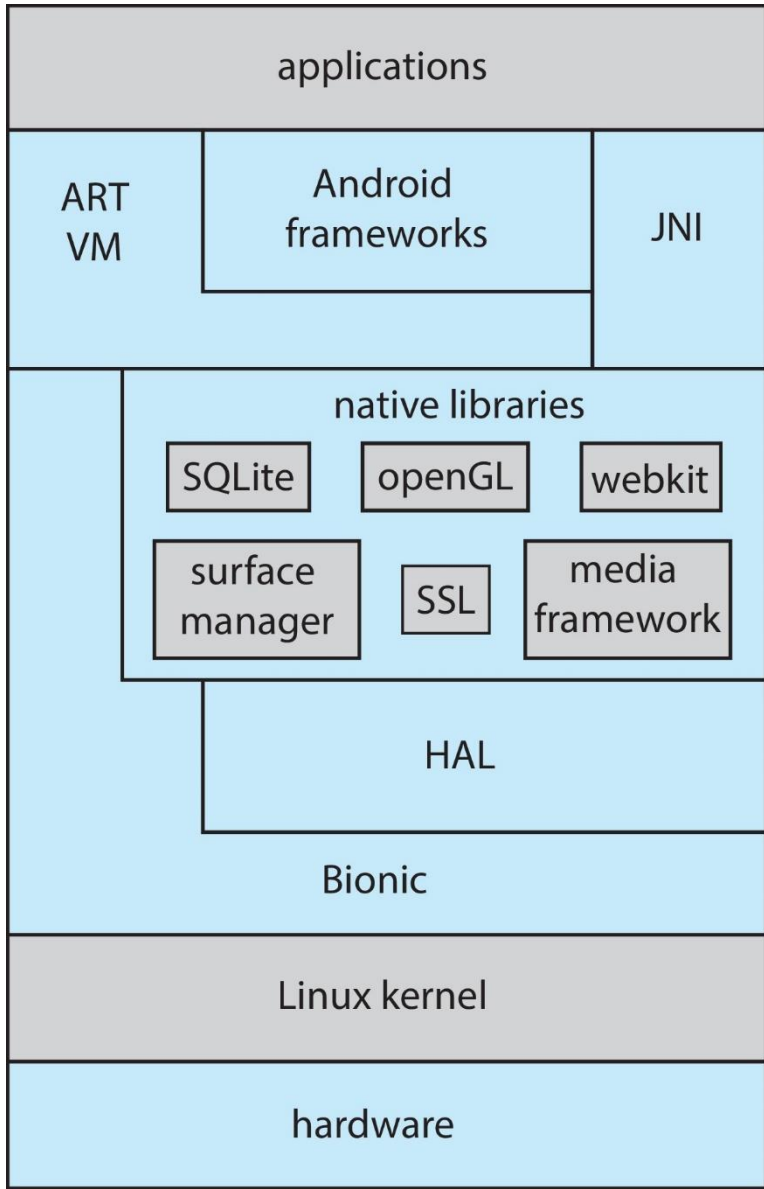 applications
ART
VM
Android
frameworks
JNI
native libraries
SQLite
openGL
webkit
surface
manager
SSL
media
framework
HAL
Bionic
Linux kernel
hardware